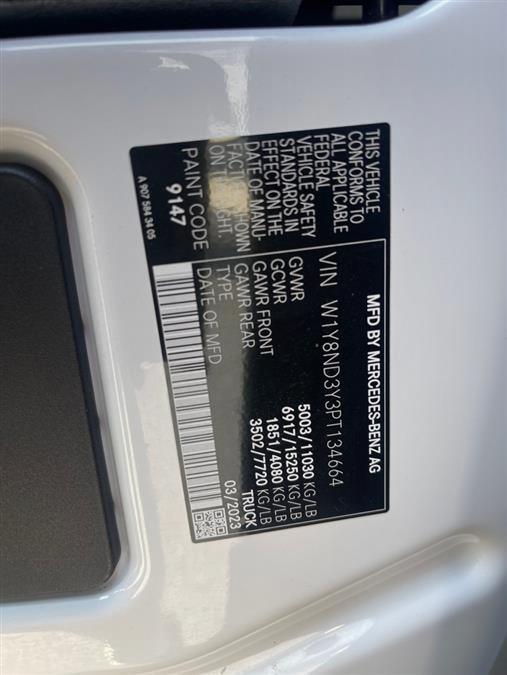 MFD BY MERCEDES-BENZ AG
THIS VEHICLE
CONFORMS TO
ALL APPLICABLE
FEDERAL
VEHICLE SAFETY
STANDARDS IN
EFFECT ON THE
DATE OF MANU-
FACTURE SHOWN
ON THE RIGHT.
PAINT CODE
9147
A 907 584 34 05
VIN W1Y8ND3Y3PT134664
GVWR 5003/11030 KG/LB
GCWR 6917/15250 KG/LB
GAWR FRONT 1851/4080 KG/LB
GAWR REAR 3502/7720 KG/LB
TYPE TRUCK
DATE OF MFD 03/2023